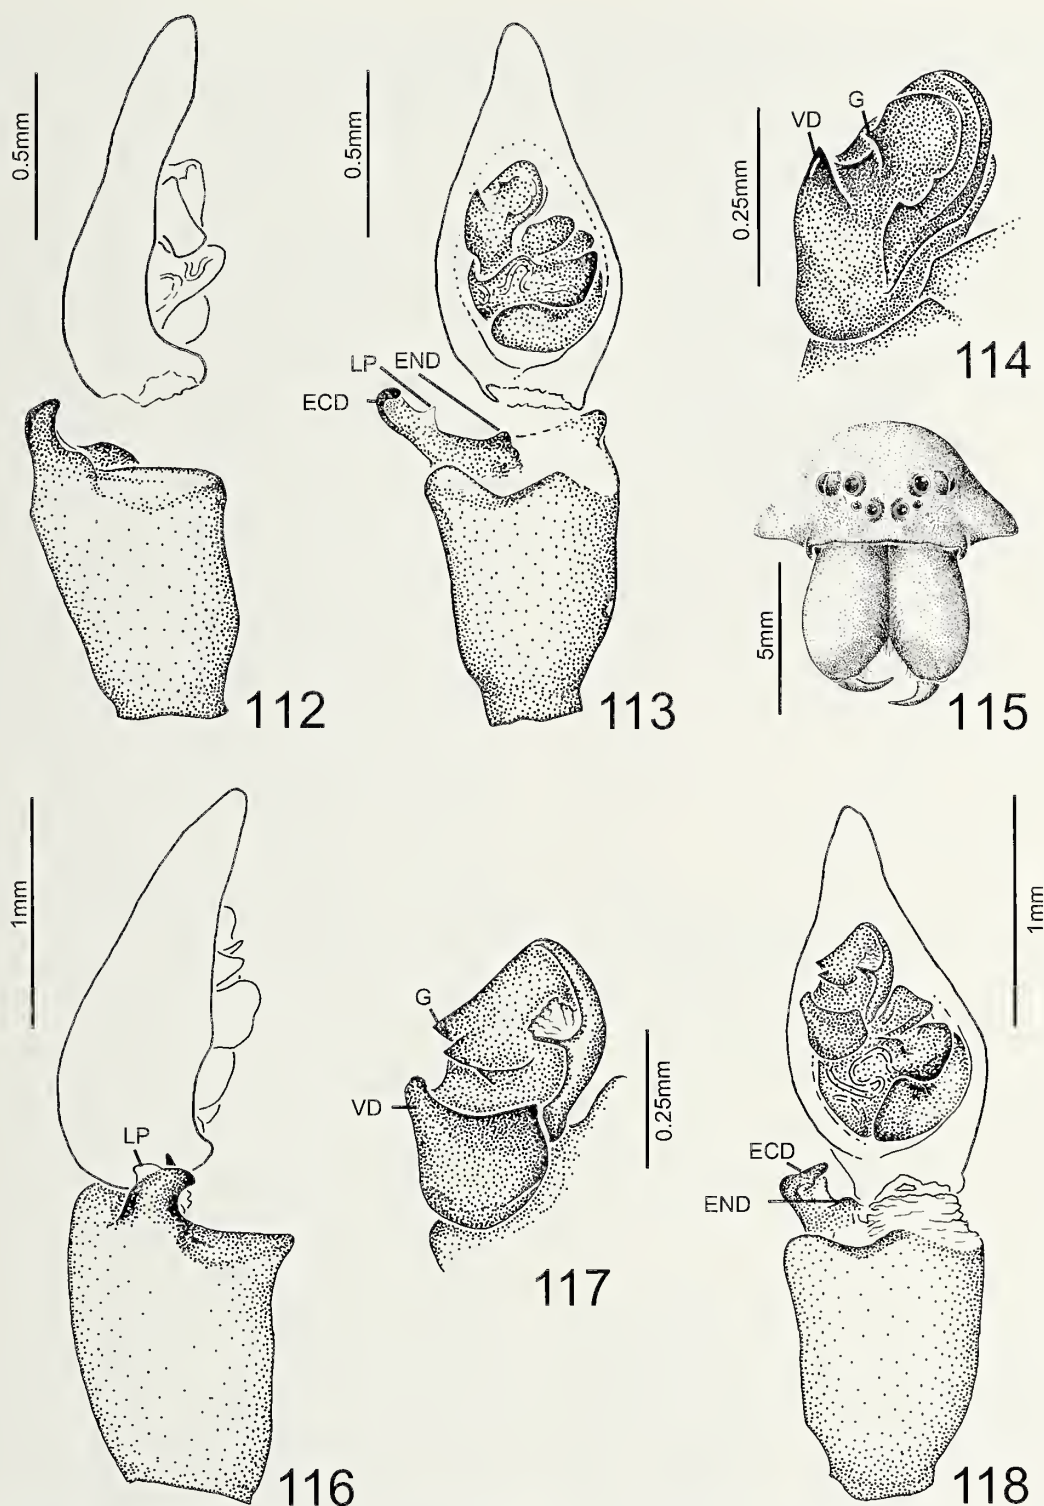 0.5mm
112
0.5mm
LP END
ECD
113
VD
G
0.25mm
114
5mm
115
1mm
LP
116
G
VD
0.25mm
117
1mm
ECD
END
118